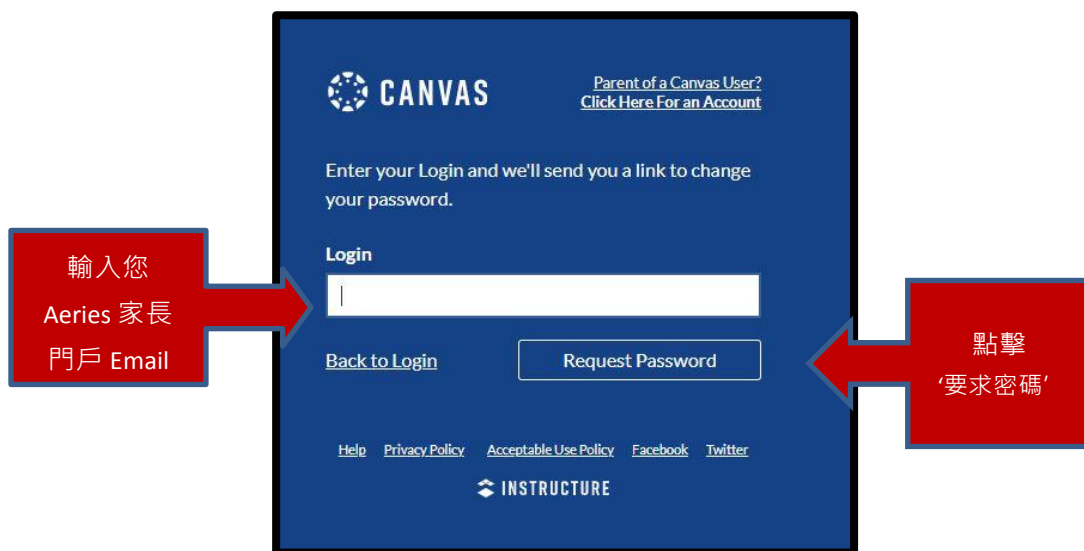 CANVAS
Parent of a Canvas User?
Click Here For an Account
Enter your Login and we'll send you a link to change
your password.
Login
輸入您
Aeries 家長
門戶 Email
Back to Login
Request Password
點擊
‘要求密碼’
Help Privacy Policy Acceptable Use Policy Facebook Twitter
INSTRUCTURE